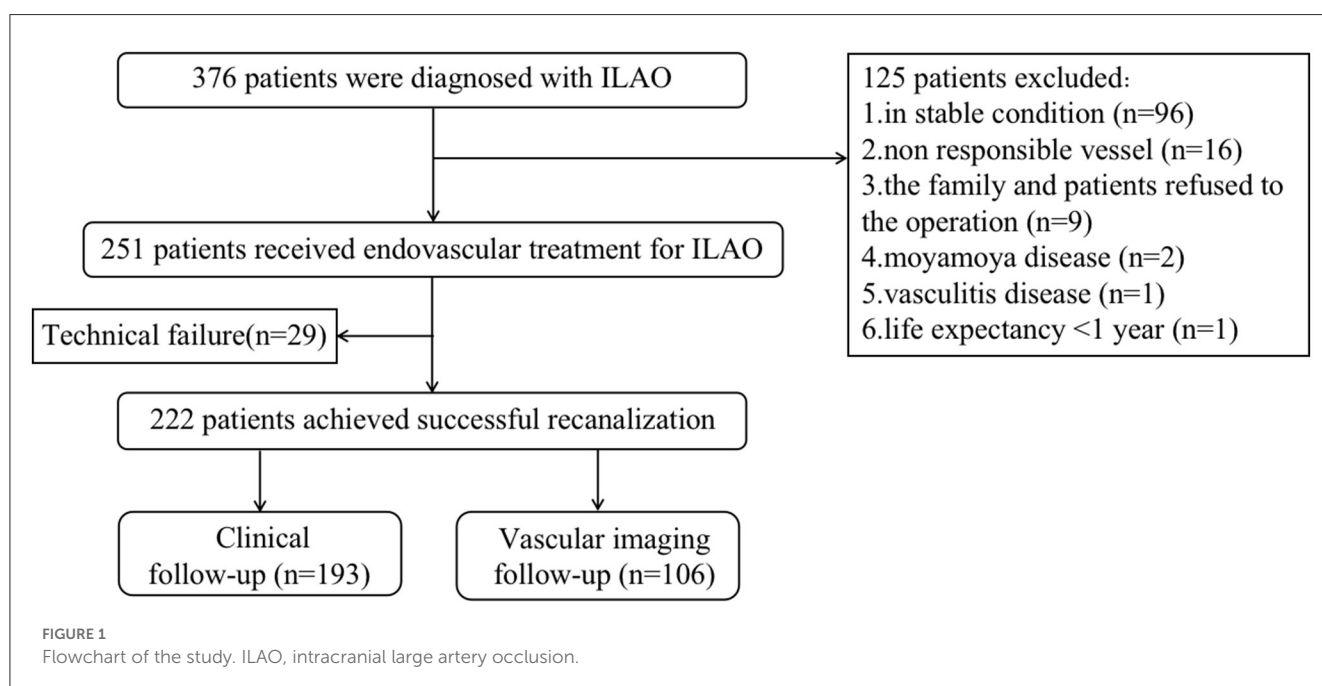 376 patients were diagnosed with ILAO
125 patients excluded:
1.in stable condition (n=96)
2.non responsible vessel (n=16)
3.the family and patients refused to
the operation (n=9)
4.moyamoya disease (n=2)
5.vasculitis disease (n=1)
6.life expectancy <1 year (n=1)
251 patients received endovascular treatment for ILAO
Technical failure(n=29)
222 patients achieved successful recanalization
Clinical
follow-up (n=193)
Vascular imaging
follow-up (n=106)
FIGURE 1
Flowchart of the study. ILAO, intracranial large artery occlusion.